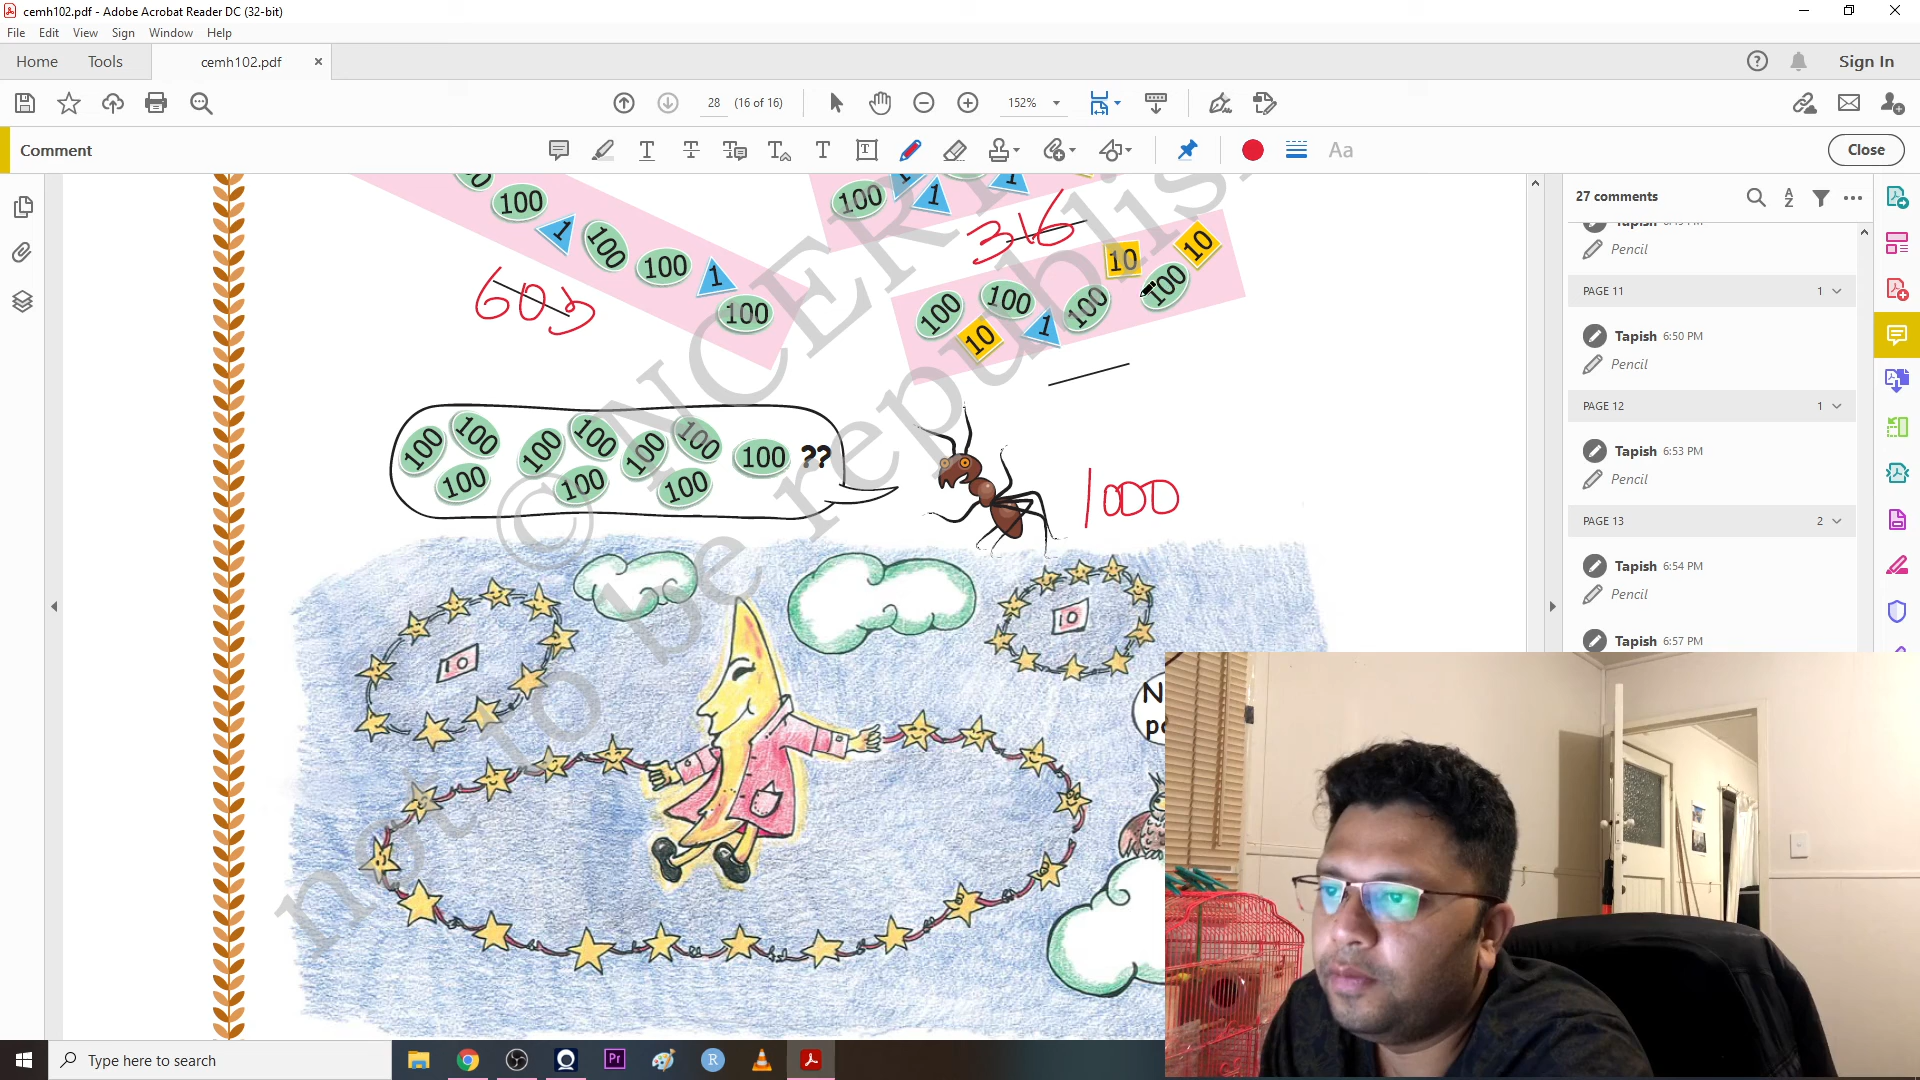 cemh102.pdf - Adobe Acrobat Reader DC (32-bit)
File Edit View Sign Window Help
Home Tools cemh102.pdf Sign In
28 (16 of 16) 152%
Comment Aa Close
27 comments
Pencil
PAGE 11 1
Tapish 6:50 PM
Pencil
PAGE 12 1
Tapish 6:53 PM
Pencil
PAGE 13 2
Tapish 6:54 PM
Pencil
Tapish 6:57 PM
100 1 100 100 1 100
603
100 1 1
316
100 10 100 1 100 10 100 10
100 100 100 100 100 100 100 100 100 100 ??
1000
10
10
N
© NCERT
not to be republis
Type here to search